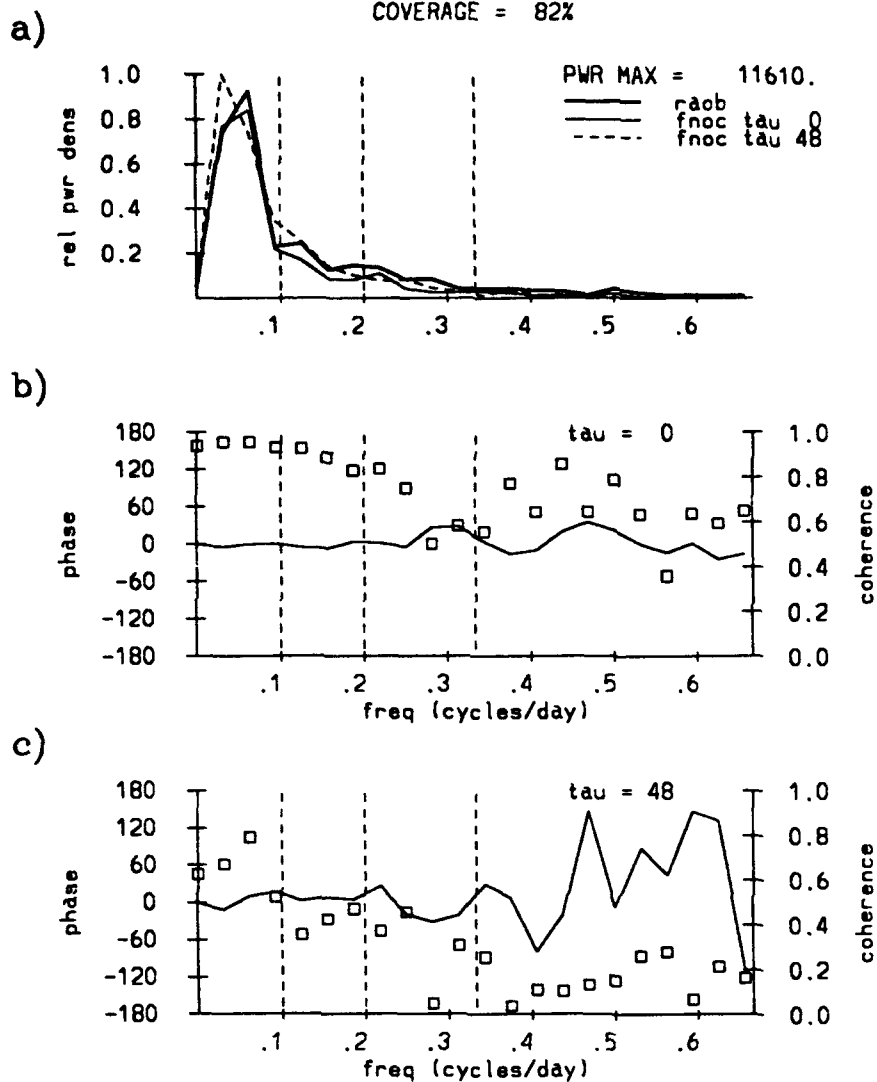 COVERAGE = 82%
a)
PWR MAX = 11610.
raob
fnoc tau 0
fnoc tau 48
rel pwr dens
1.0
0.8
0.6
0.4
0.2
.1 .2 .3 .4 .5 .6
b)
tau = 0
phase
180
120
60
0
-60
-120
-180
coherence
1.0
0.8
0.6
0.4
0.2
0.0
.1 .2 .3 .4 .5 .6
freq (cycles/day)
c)
tau = 48
phase
180
120
60
0
-60
-120
-180
coherence
1.0
0.8
0.6
0.4
0.2
0.0
.1 .2 .3 .4 .5 .6
freq (cycles/day)